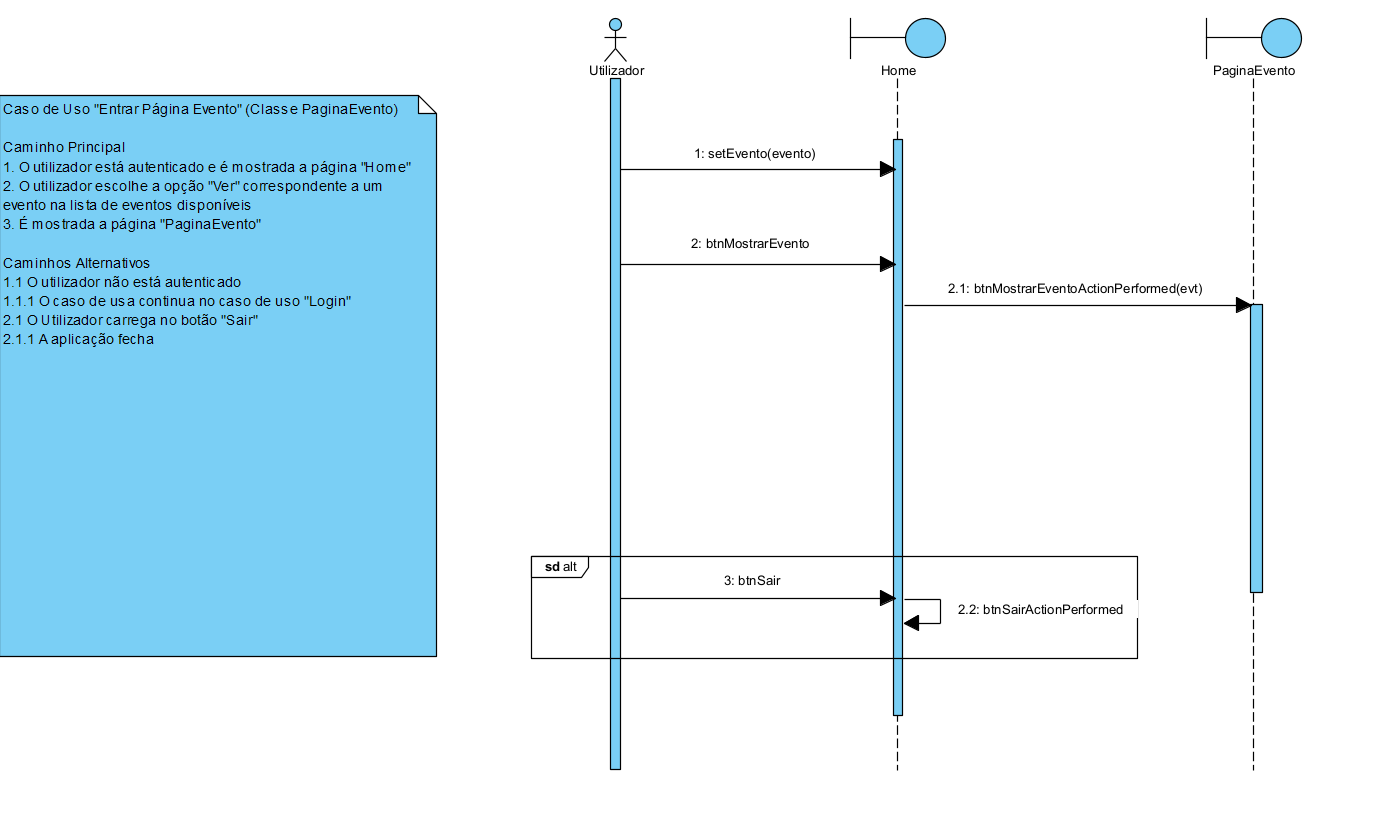 Utilizador
Home
PaginaEvento
Caso de Uso "Entrar Página Evento" (Classe PaginaEvento)
Caminho Principal
1. O utilizador está autenticado e é mostrada a página "Home"
2. O utilizador escolhe a opção "Ver" correspondente a um
evento na lista de eventos disponíveis
3. É mostrada a página "PaginaEvento"
Caminhos Alternativos
1.1 O utilizador não está autenticado
1.1.1 O caso de usa continua no caso de uso "Login"
2.1 O Utilizador carrega no botão "Sair"
2.1.1 A aplicação fecha
1: setEvento(evento)
2: btnMostrarEvento
2.1: btnMostrarEventoActionPerformed(evt)
sd alt
3: btnSair
2.2: btnSairActionPerformed